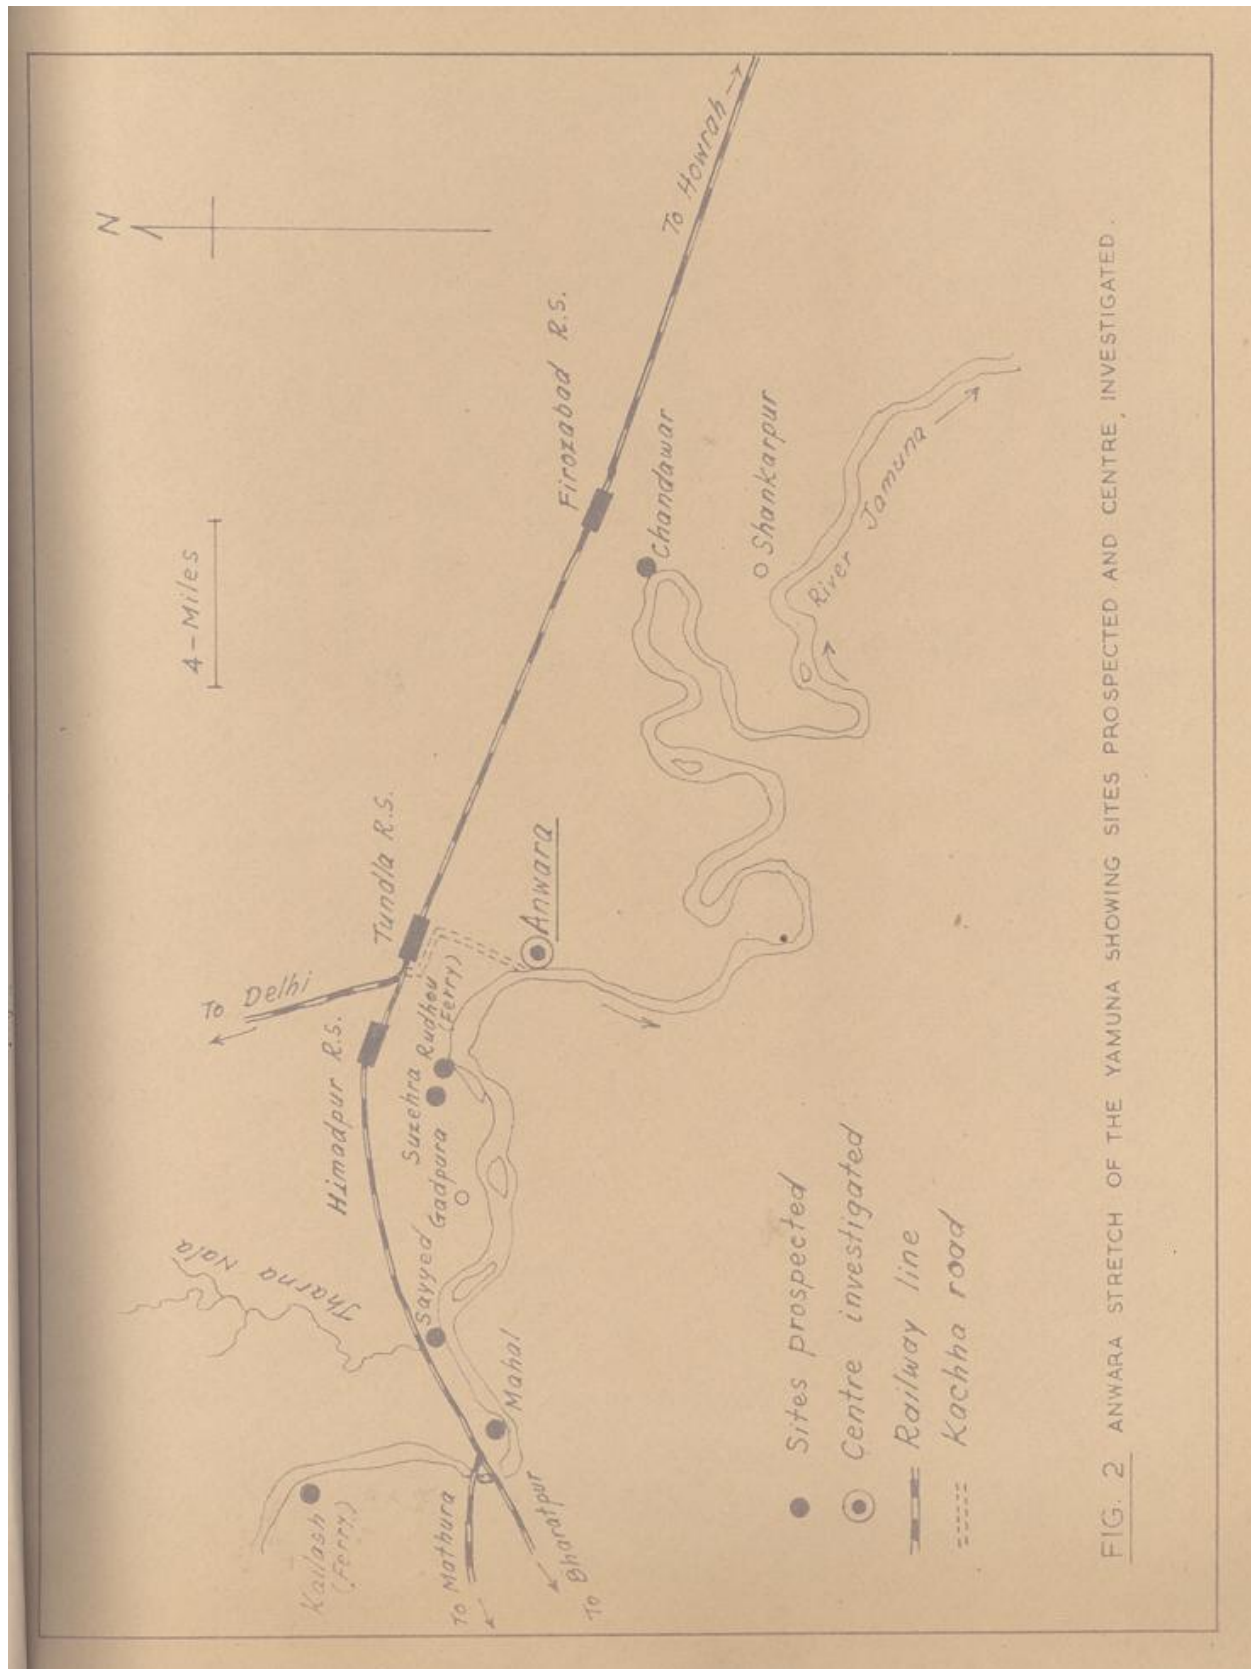 N
4-Miles
To Howrah
Firozabad R.S.
Tundla R.S.
To Delhi
Himadpur R.S.
Jharna Nala
Kailash
(Ferry)
To Mathura
To Bharatpur
Mahal
Sayyed
Gadpura
Suzehra
Rudhou
(Ferry)
Anwara
Chandawar
Shankarpur
River Jamuna
Sites prospected
Centre investigated
Railway line
Kachha road
FIG. 2 ANWARA STRETCH OF THE YAMUNA SHOWING SITES PROSPECTED AND CENTRE, INVESTIGATED.